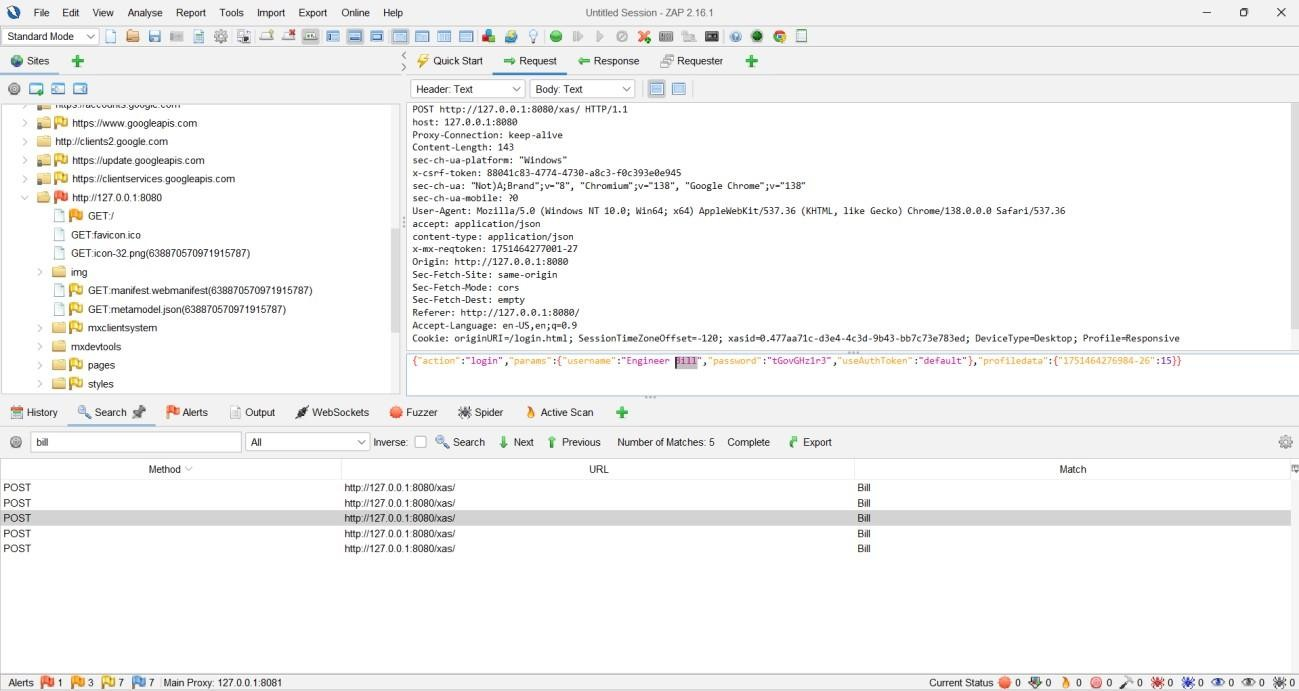 File Edit View Analyse Report Tools Import Export Online Help
Untitled Session - ZAP 2.16.1
Standard Mode
Sites
Quick Start Request Response Requester
Header: Text Body: Text
https://accounts.google.com
https://www.googleapis.com
http://clients2.google.com
https://update.googleapis.com
https://clientservices.googleapis.com
http://127.0.0.1:8080
GET:/
GET:favicon.ico
GET:icon-32.png(638870570971915787)
img
GET:manifest.webmanifest(638870570971915787)
GET:metamodel.json(638870570971915787)
mxclientsystem
mxdevtools
pages
styles
POST http://127.0.0.1:8080/xas/ HTTP/1.1
host: 127.0.0.1:8080
Proxy-Connection: keep-alive
Content-Length: 143
sec-ch-ua-platform: "Windows"
x-csrf-token: 88041c83-4774-4730-a8c3-f0c393e0e945
sec-ch-ua: "Not)A;Brand";v="8", "Chromium";v="138", "Google Chrome";v="138"
sec-ch-ua-mobile: ?0
User-Agent: Mozilla/5.0 (Windows NT 10.0; Win64; x64) AppleWebKit/537.36 (KHTML, like Gecko) Chrome/138.0.0.0 Safari/537.36
accept: application/json
content-type: application/json
x-mx-reqtoken: 1751464277001-27
Origin: http://127.0.0.1:8080
Sec-Fetch-Site: same-origin
Sec-Fetch-Mode: cors
Sec-Fetch-Dest: empty
Referer: http://127.0.0.1:8080/
Accept-Language: en-US,en;q=0.9
Cookie: originURI=/login.html; SessionTimeZoneOffset=-120; xasid=0.477aa71c-d3e4-4c3d-9b43-bb7c73e783ed; DeviceType=Desktop; Profile=Responsive
{"action":"login","params":{"username":"Engineer Bill","password":"tGovGHz1r3","useAuthToken":"default"},"profiledata":{"1751464276984-26":15}}
History Search Alerts Output WebSockets Fuzzer Spider Active Scan
bill All Inverse: Search Next Previous Number of Matches: 5 Complete Export
Method URL Match
POST http://127.0.0.1:8080/xas/ Bill
POST http://127.0.0.1:8080/xas/ Bill
POST http://127.0.0.1:8080/xas/ Bill
POST http://127.0.0.1:8080/xas/ Bill
POST http://127.0.0.1:8080/xas/ Bill
Alerts 1 3 7 7 Main Proxy: 127.0.0.1:8081 Current Status 0 0 0 0 0 0 0 0 0 0